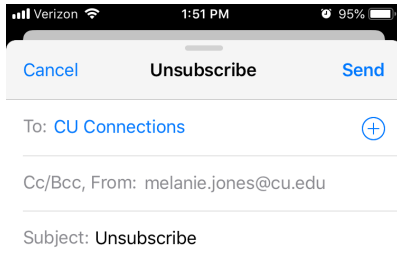 Verizon 1:51 PM 95%
Cancel Unsubscribe Send
To: CU Connections
Cc/Bcc, From: melanie.jones@cu.edu
Subject: Unsubscribe